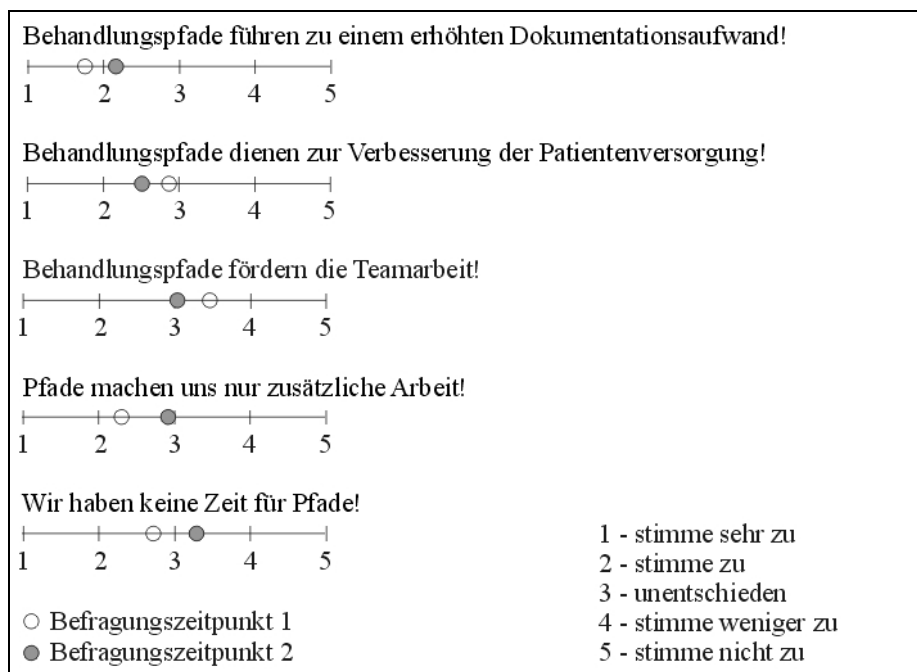 Behandlungspfade führen zu einem erhöhten Dokumentationsaufwand!
1 2 3 4 5
Behandlungspfade dienen zur Verbesserung der Patientenversorgung!
1 2 3 4 5
Behandlungspfade fördern die Teamarbeit!
1 2 3 4 5
Pfade machen uns nur zusätzliche Arbeit!
1 2 3 4 5
Wir haben keine Zeit für Pfade!
1 2 3 4 5
Befragungszeitpunkt 1
Befragungszeitpunkt 2
1 - stimme sehr zu
2 - stimme zu
3 - unentschieden
4 - stimme weniger zu
5 - stimme nicht zu